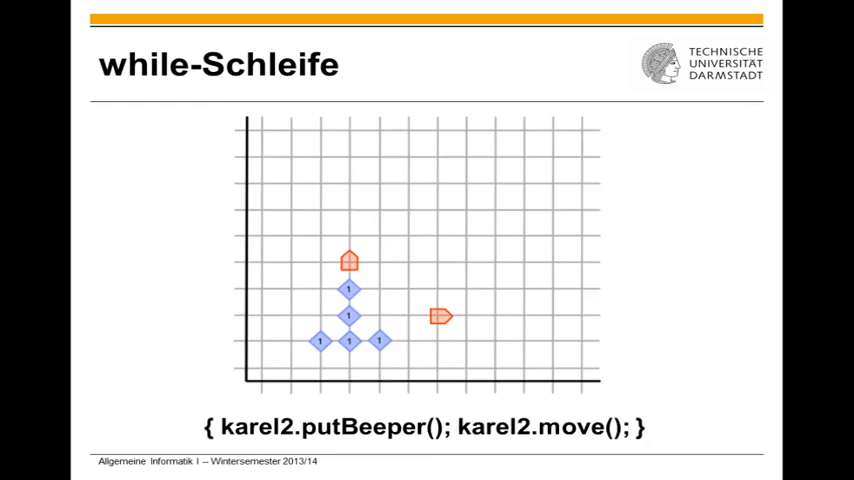 while-Schleife
TECHNISCHE
UNIVERSITÄT
DARMSTADT
1
1
1 1 1
{ karel2.putBeeper(); karel2.move(); }
Allgemeine Informatik I -- Wintersemester 2013/14